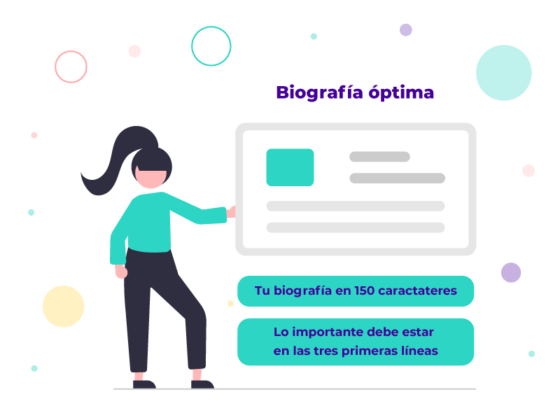 Biografía óptima
Tu biografía en 150 caractateres
Lo importante debe estar
en las tres primeras líneas